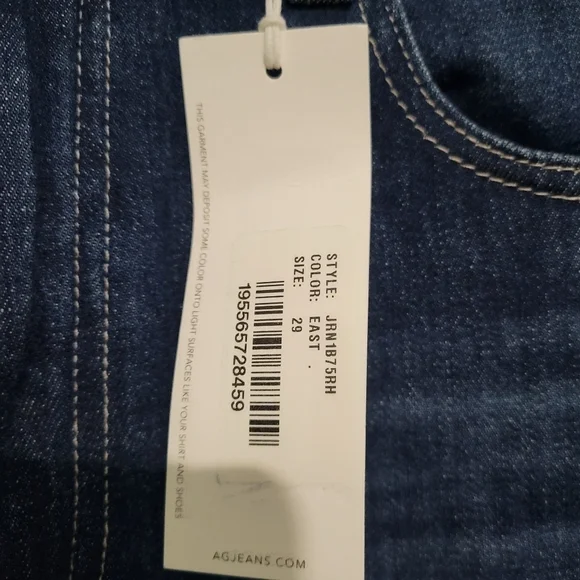 THIS GARMENT MAY DEPOSIT SOME COLOR ONTO LIGHT SURFACES LIKE YOUR SHIRT AND SHOES
STYLE: JRN1B75RH
COLOR: EAST .
SIZE: 29
195565728459
AGJEANS.COM